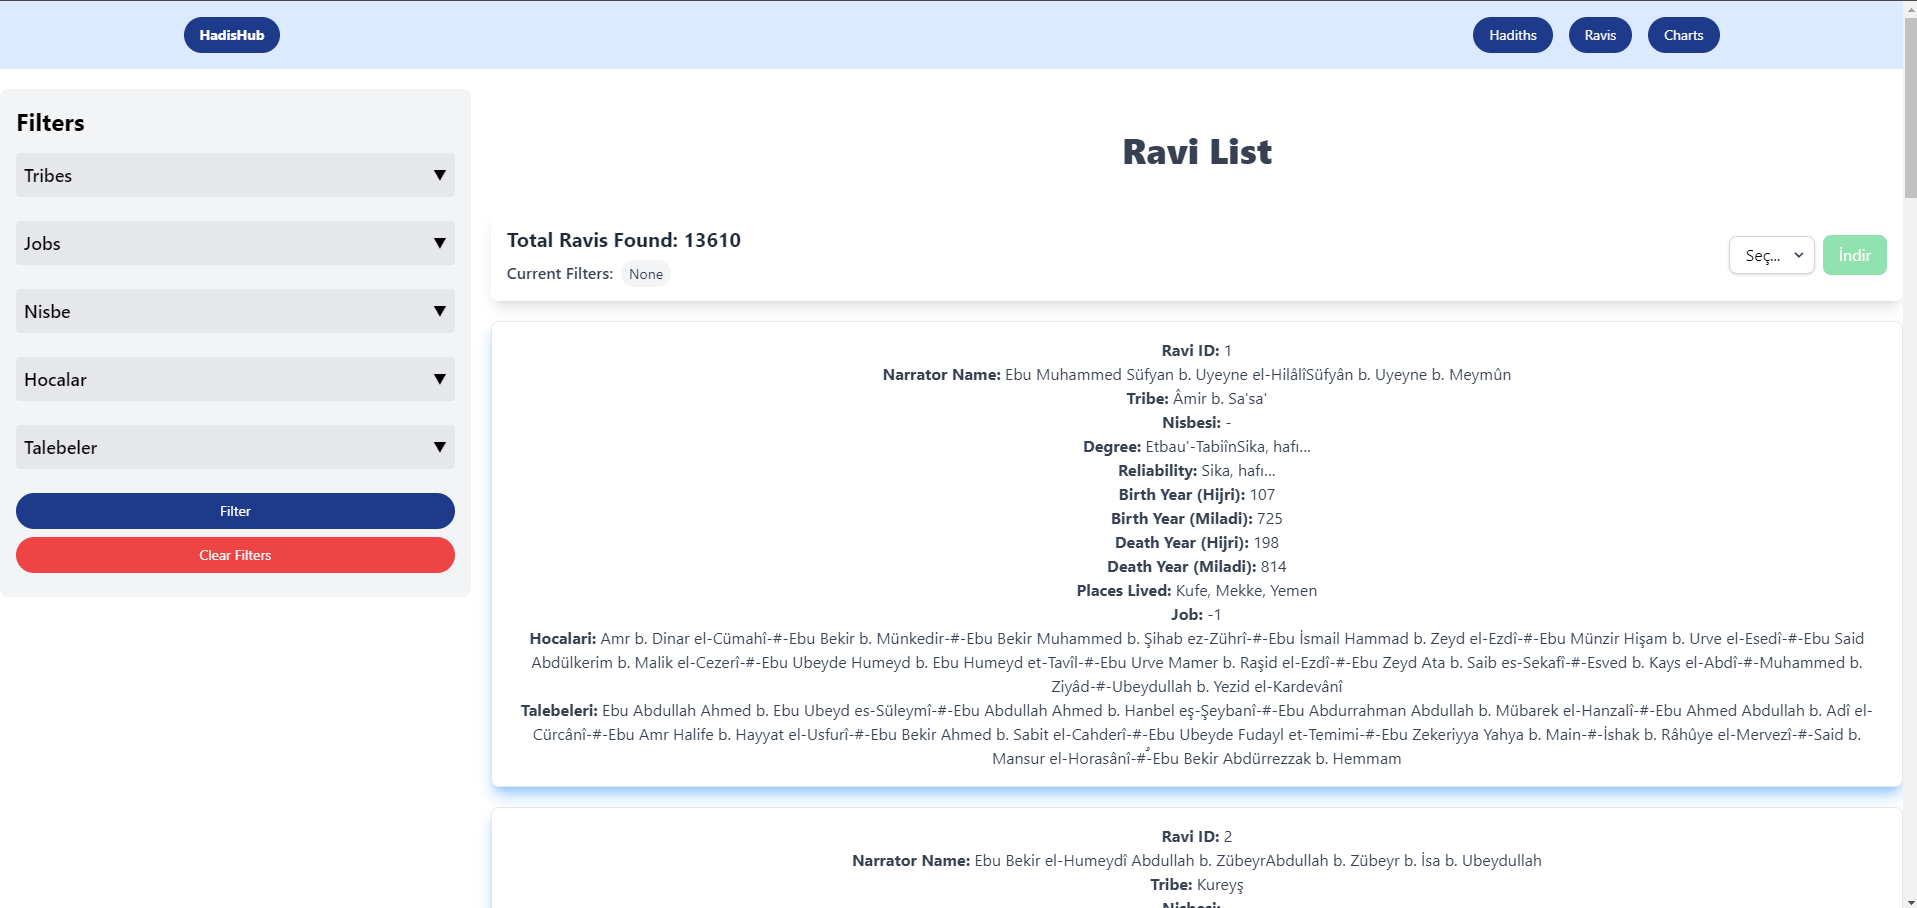 HadisHub
Hadiths
Ravis
Charts
Filters
Tribes
Jobs
Nisbe
Hocalar
Talebeler
Filter
Clear Filters
Ravi List
Total Ravis Found: 13610
Current Filters: None
Seç...
İndir
Ravi ID: 1
Narrator Name: Ebu Muhammed Süfyan b. Uyeyne el-HilâlîSüfyân b. Uyeyne b. Meymûn
Tribe: Âmir b. Sa'sa'
Nisbesi: -
Degree: Etbau'-TabiînSika, hafı...
Reliability: Sika, hafı...
Birth Year (Hijri): 107
Birth Year (Miladi): 725
Death Year (Hijri): 198
Death Year (Miladi): 814
Places Lived: Kufe, Mekke, Yemen
Job: -1
Hocalari: Amr b. Dinar el-Cümahî-#-Ebu Bekir b. Münkedir-#-Ebu Bekir Muhammed b. Şihab ez-Zührî-#-Ebu İsmail Hammad b. Zeyd el-Ezdî-#-Ebu Münzir Hişam b. Urve el-Esedî-#-Ebu Said
Abdülkerim b. Malik el-Cezerî-#-Ebu Ubeyde Humeyd b. Ebu Humeyd et-Tavîl-#-Ebu Urve Mamer b. Raşid el-Ezdî-#-Ebu Zeyd Ata b. Saib es-Sekafî-#-Esved b. Kays el-Abdî-#-Muhammed b.
Ziyâd-#-Ubeydullah b. Yezid el-Kardevânî
Talebeleri: Ebu Abdullah Ahmed b. Ebu Ubeyd es-Süleymî-#-Ebu Abdullah Ahmed b. Hanbel eş-Şeybanî-#-Ebu Abdurrahman Abdullah b. Mübarek el-Hanzalî-#-Ebu Ahmed Abdullah b. Adî el-
Cürcânî-#-Ebu Amr Halife b. Hayyat el-Usfurî-#-Ebu Bekir Ahmed b. Sabit el-Cahderî-#-Ebu Ubeyde Fudayl et-Temimi-#-Ebu Zekeriyya Yahya b. Main-#-İshak b. Râhûye el-Mervezî-#-Said b.
Mansur el-Horasânî-#-ُEbu Bekir Abdürrezzak b. Hemmam
Ravi ID: 2
Narrator Name: Ebu Bekir el-Humeydî Abdullah b. ZübeyrAbdullah b. Zübeyr b. İsa b. Ubeydullah
Tribe: Kureyş
Nisbesi: -